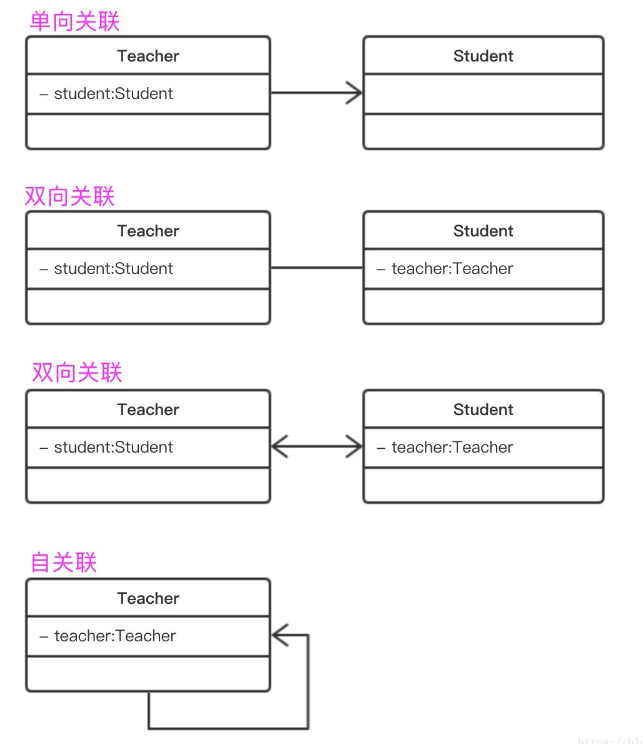 单向关联
Teacher
Student
– student:Student
双向关联
Teacher
Student
– student:Student
– teacher:Teacher
双向关联
Teacher
Student
– student:Student
– teacher:Teacher
自关联
Teacher
– teacher:Teacher